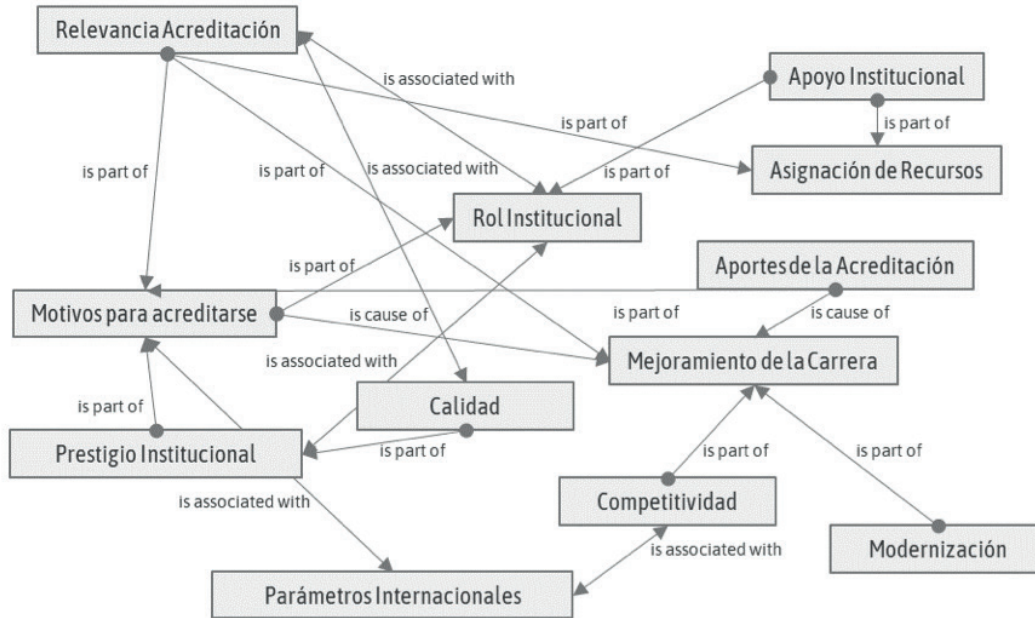 Relevancia Acreditación
is associated with
Apoyo Institucional
is part of
is part of
is part of
is part of
is associated with
is part of
Asignación de Recursos
Rol Institucional
is part of
Aportes de la Acreditación
Motivos para acreditarse
is cause of
is part of
is cause of
is associated with
Mejoramiento de la Carrera
is part of
Calidad
Prestigio Institucional
is part of
is part of
is associated with
Competitividad
is part of
Modernización
is associated with
Parámetros Internacionales